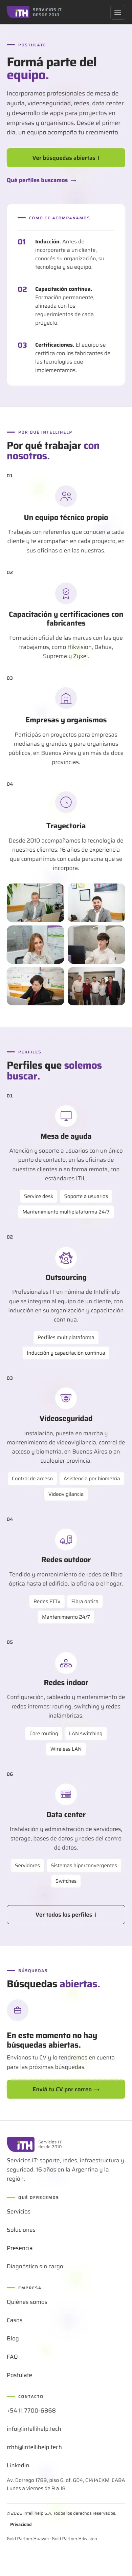 iTH SERVICIOS IT
DESDE 2010
POSTULATE
Formá parte del
equipo.
Incorporamos profesionales de mesa de
ayuda, videoseguridad, redes, data center
y desarrollo de apps para proyectos en
empresas y organismos. Desde el primer
día, un equipo que acompaña tu crecimiento.
Ver búsquedas abiertas ↓
Qué perfiles buscamos →
CÓMO TE ACOMPAÑAMOS
01 Inducción. Antes de
incorporarte a un cliente,
conocés su organización, su
tecnología y su equipo.
02 Capacitación continua.
Formación permanente,
alineada con los
requerimientos de cada
proyecto.
03 Certificaciones. El equipo se
certifica con los fabricantes de
las tecnologías que
implementamos.
POR QUÉ INTELLIHELP
Por qué trabajar con
nosotros.
01
Un equipo técnico propio
Trabajás con referentes que conocen a cada
cliente y te acompañan en cada proyecto, en
sus oficinas o en las nuestras.
02
Capacitación y certificaciones con
fabricantes
Formación oficial de las marcas con las que
trabajamos, como Hikvision, Dahua,
Suprema y Zyxel.
03
Empresas y organismos
Participás en proyectos para empresas
medianas y grandes y para organismos
públicos, en Buenos Aires y en más de doce
provincias.
04
Trayectoria
Desde 2010 acompañamos la tecnología de
nuestros clientes: 16 años de experiencia
que compartimos con cada persona que se
incorpora.
PERFILES
Perfiles que solemos
buscar.
01
Mesa de ayuda
Atención y soporte a usuarios con un único
punto de contacto, en las oficinas de
nuestros clientes o en forma remota, con
estándares ITIL.
Service desk
Soporte a usuarios
Mantenimiento multiplataforma 24/7
02
Outsourcing
Profesionales IT en nómina de Intellihelp
que se integran al equipo de un cliente, con
inducción en su organización y capacitación
continua.
Perfiles multiplataforma
Inducción y capacitación continua
03
Videoseguridad
Instalación, puesta en marcha y
mantenimiento de videovigilancia, control de
acceso y biometría, en Buenos Aires o en
cualquier provincia.
Control de acceso
Asistencia por biometría
Videovigilancia
04
Redes outdoor
Tendido y mantenimiento de redes de fibra
óptica hasta el edificio, la oficina o el hogar.
Redes FTTx
Fibra óptica
Mantenimiento 24/7
05
Redes indoor
Configuración, cableado y mantenimiento de
redes internas: routing, switching y redes
inalámbricas.
Core routing
LAN switching
Wireless LAN
06
Data center
Instalación y administración de servidores,
storage, bases de datos y redes del centro
de datos.
Servidores
Sistemas hiperconvergentes
Switches
Ver todos los perfiles ↓
BÚSQUEDAS
Búsquedas abiertas.
En este momento no hay
búsquedas abiertas.
Envianos tu CV y lo tendremos en cuenta
para las próximas búsquedas.
Enviá tu CV por correo →
iTH Servicios IT
desde 2010
Servicios IT: soporte, redes, infraestructura y
seguridad. 16 años en la Argentina y la
región.
QUÉ OFRECEMOS
Servicios
Soluciones
Presencia
Diagnóstico sin cargo
EMPRESA
Quiénes somos
Casos
Blog
FAQ
Postulate
CONTACTO
+54 11 7700-6868
info@intellihelp.tech
rrhh@intellihelp.tech
LinkedIn
Av. Dorrego 1789, piso 6, of. 604, C1414CKM, CABA
Lunes a viernes de 9 a 18
© 2026 Intellihelp S.A. Todos los derechos reservados.
Privacidad
Gold Partner Huawei · Gold Partner Hikvision